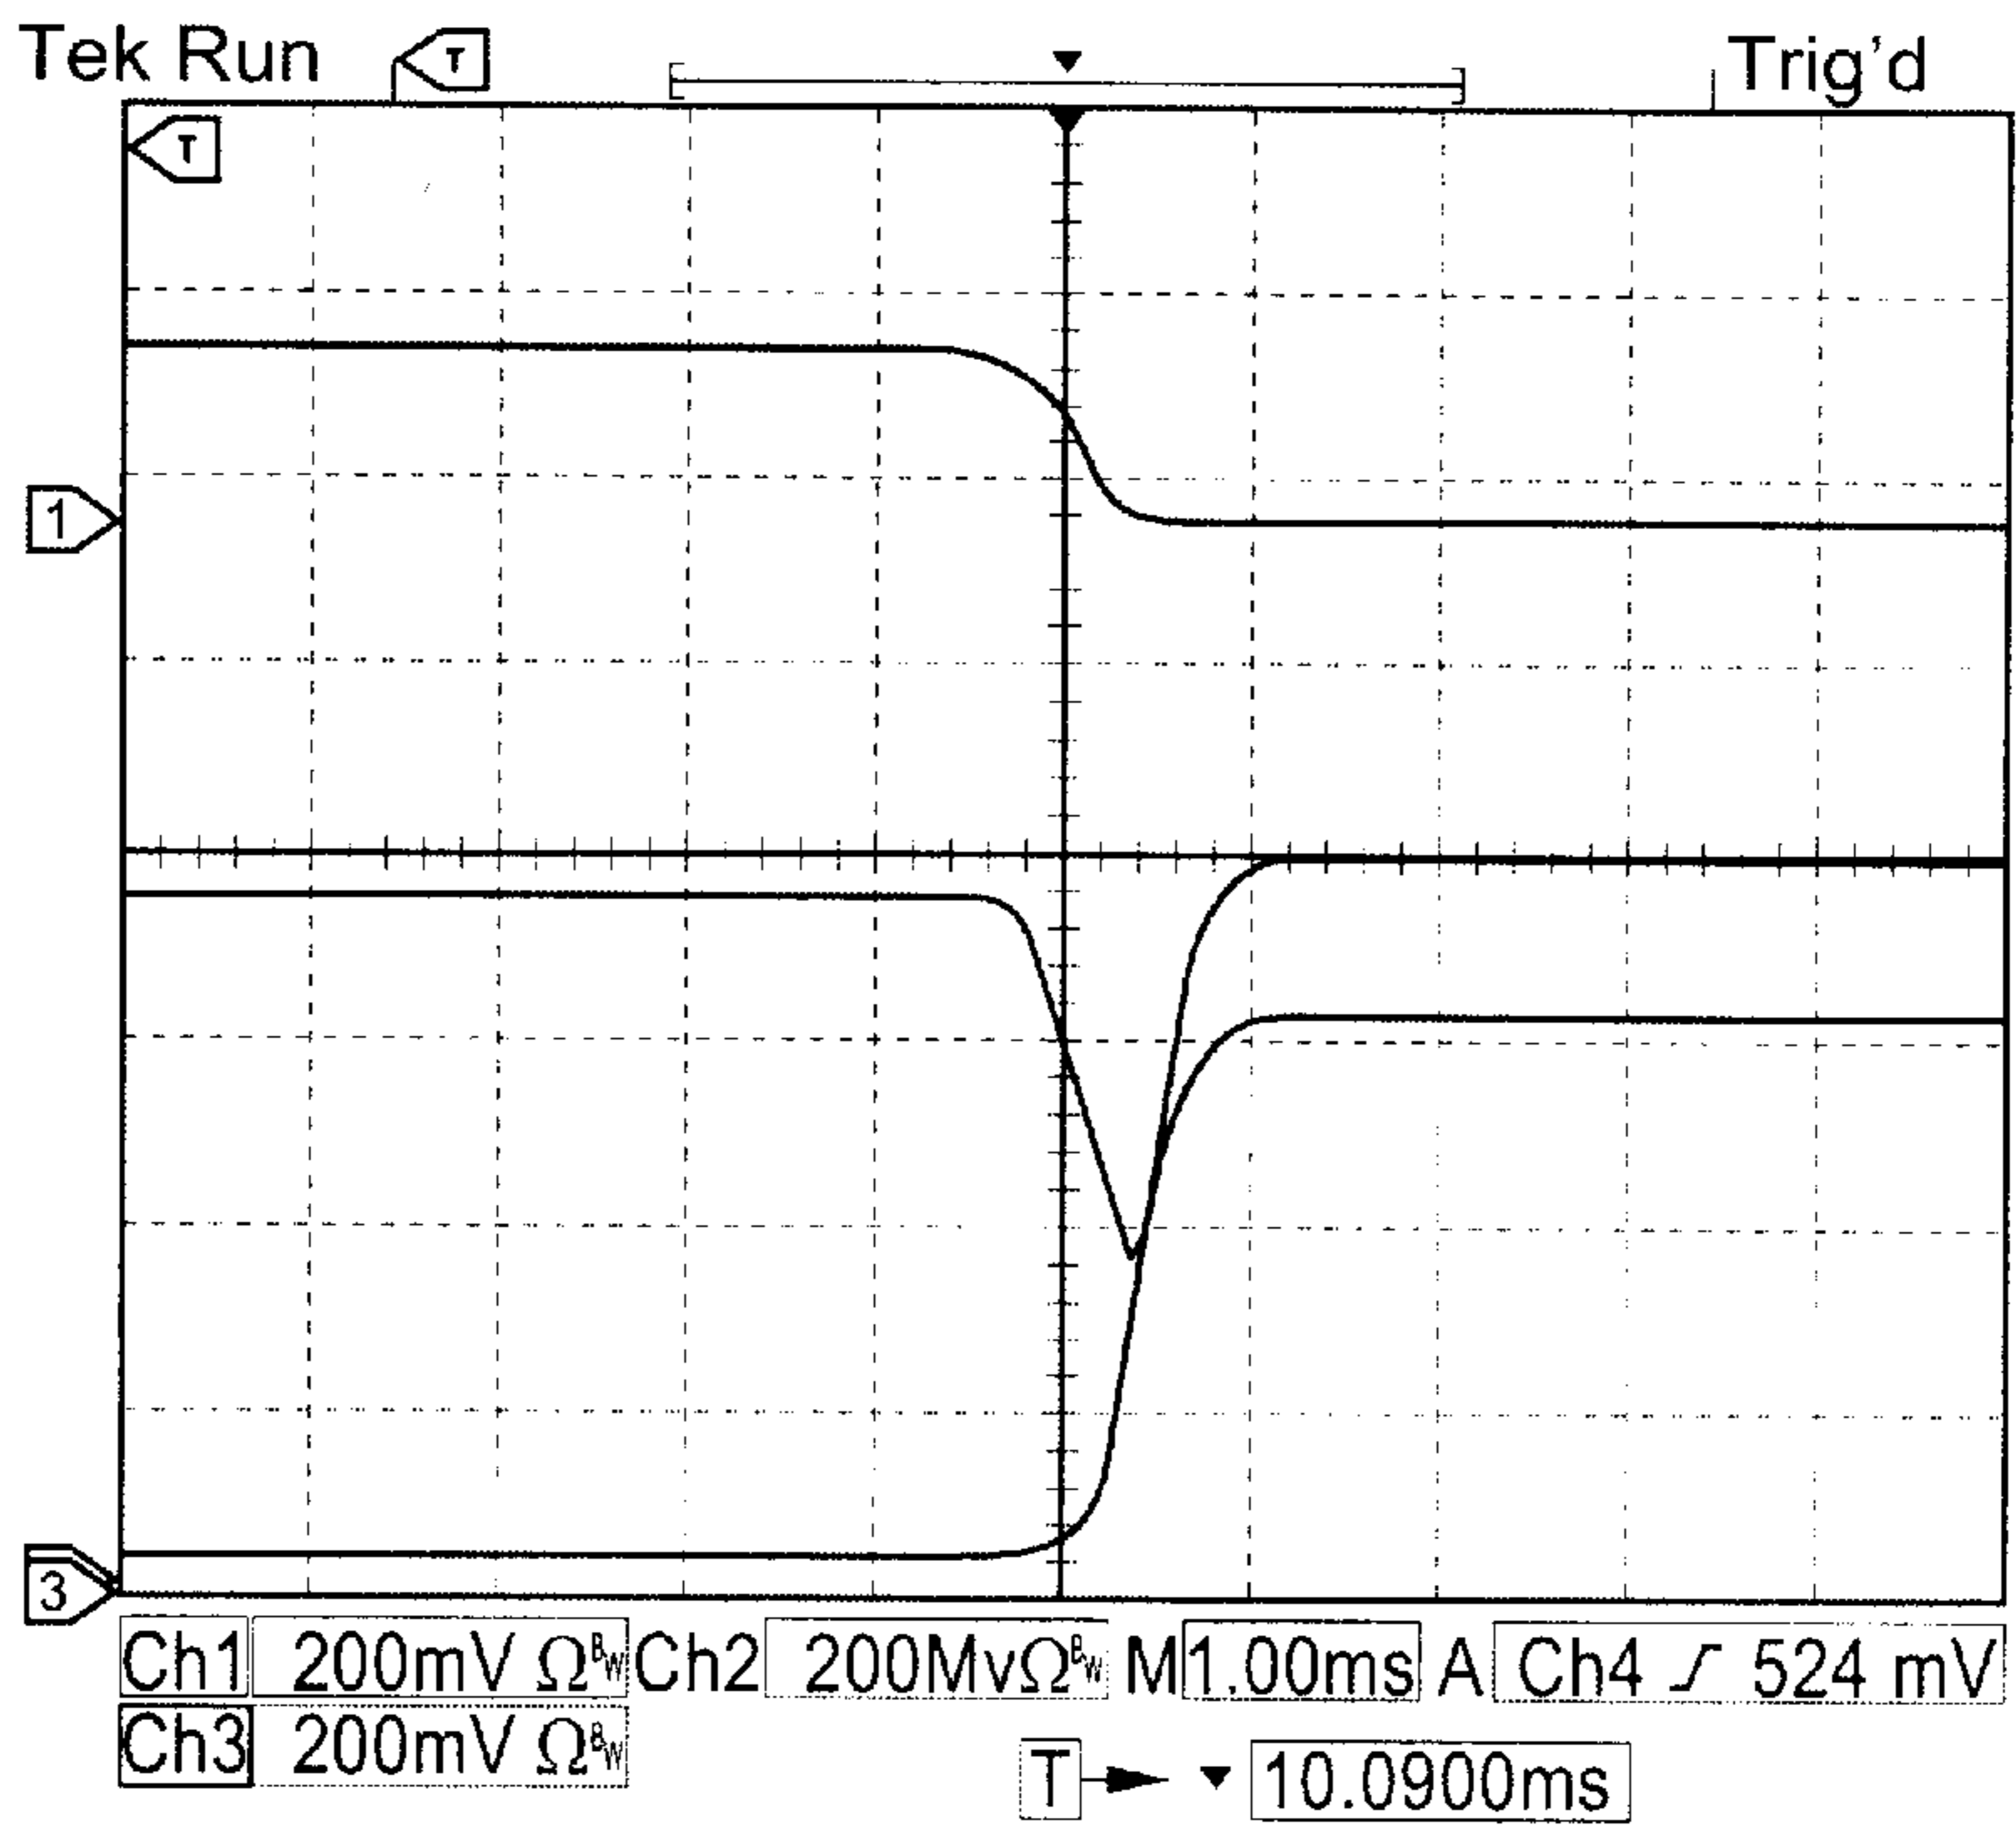 Tek Run T Trig'd
T
1
3
Ch1 200mV Ω BW Ch2 200MvΩ BW M 1.00ms A Ch4 ƒ 524 mV
Ch3 200mV Ω BW
T 10.0900ms